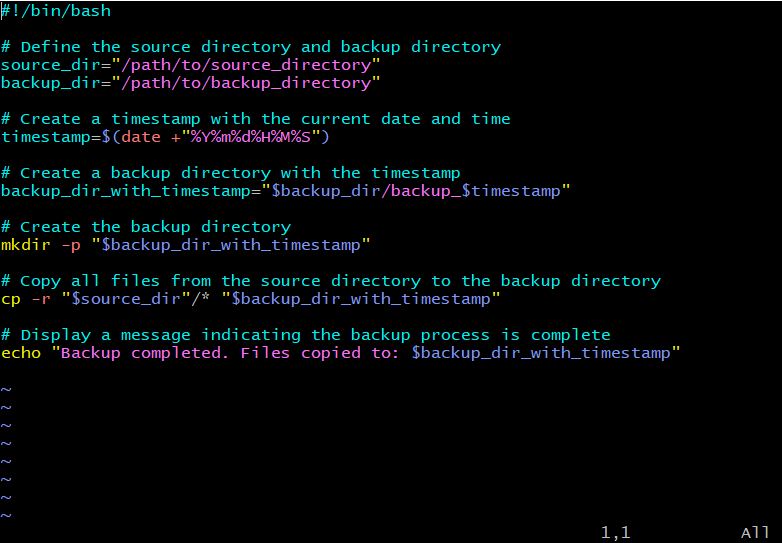 #!/bin/bash
# Define the source directory and backup directory
source_dir="/path/to/source_directory"
backup_dir="/path/to/backup_directory"
# Create a timestamp with the current date and time
timestamp=$(date +"%Y%m%d%H%M%S")
# Create a backup directory with the timestamp
backup_dir_with_timestamp="$backup_dir/backup_$timestamp"
# Create the backup directory
mkdir -p "$backup_dir_with_timestamp"
# Copy all files from the source directory to the backup directory
cp -r "$source_dir"/* "$backup_dir_with_timestamp"
# Display a message indicating the backup process is complete
echo "Backup completed. Files copied to: $backup_dir_with_timestamp"
~
~
~
~
~
~
~
~
1,1 All